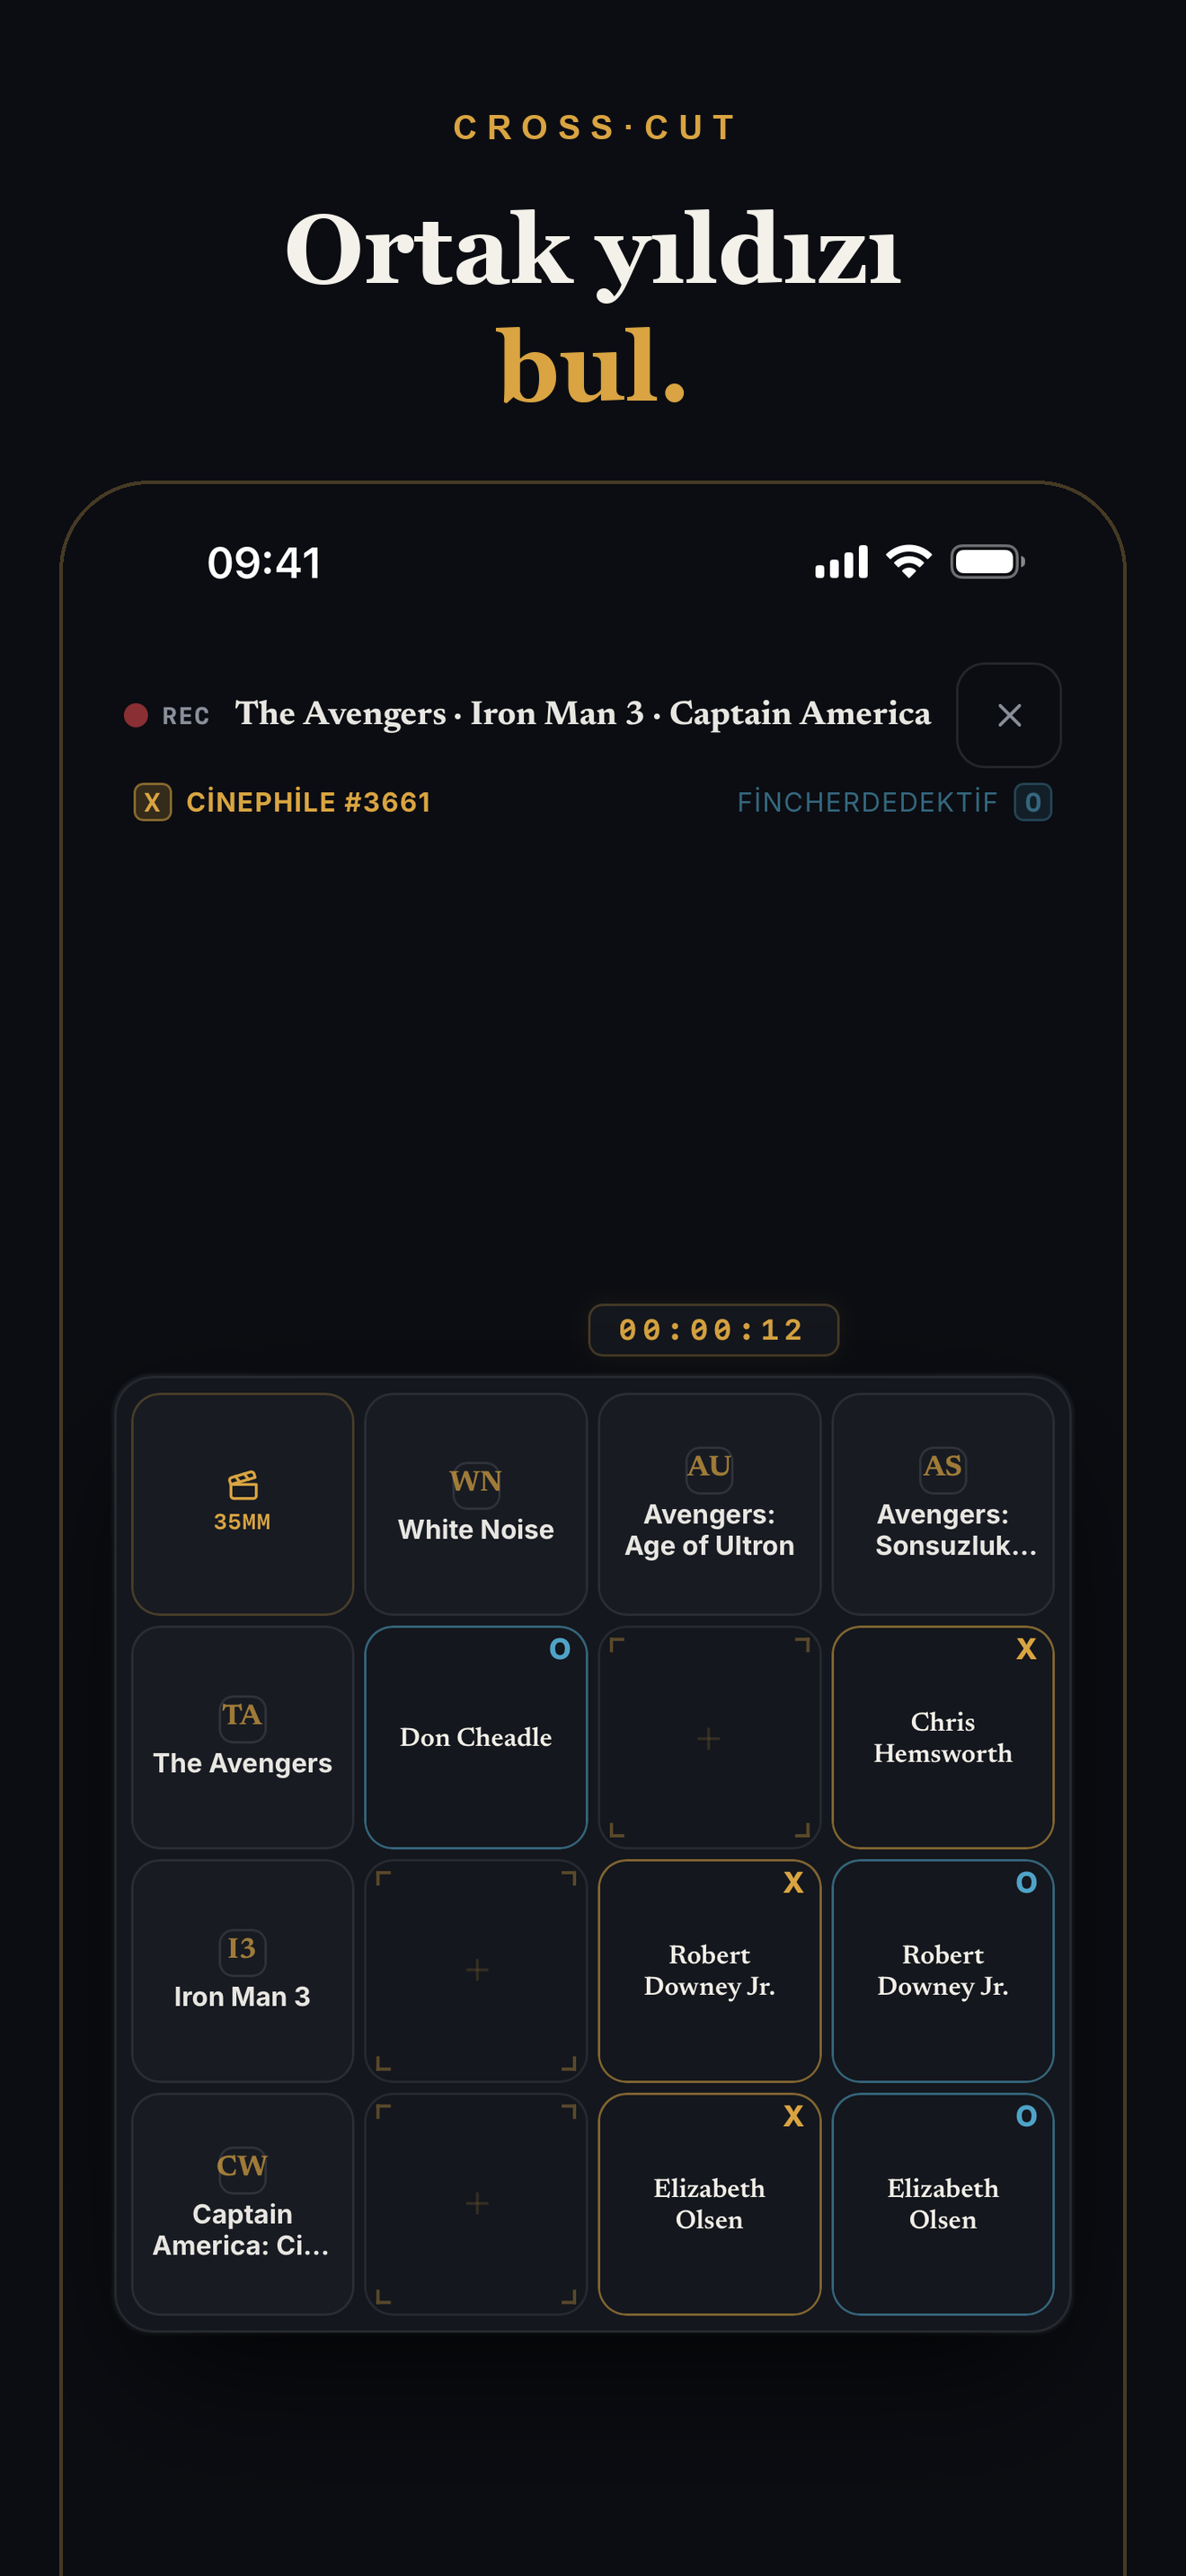 CROSS·CUT
Ortak yıldızı
bul.
09:41
REC The Avengers · Iron Man 3 · Captain America
X CİNEPHİLE #3661 FİNCHERDEDEKTİF O
00:00:12
35MM
WN
White Noise
AU
Avengers:
Age of Ultron
AS
Avengers:
Sonsuzluk...
TA
The Avengers
O
Don Cheadle
X
Chris
Hemsworth
I3
Iron Man 3
X
Robert
Downey Jr.
O
Robert
Downey Jr.
CW
Captain
America: Ci...
X
Elizabeth
Olsen
O
Elizabeth
Olsen